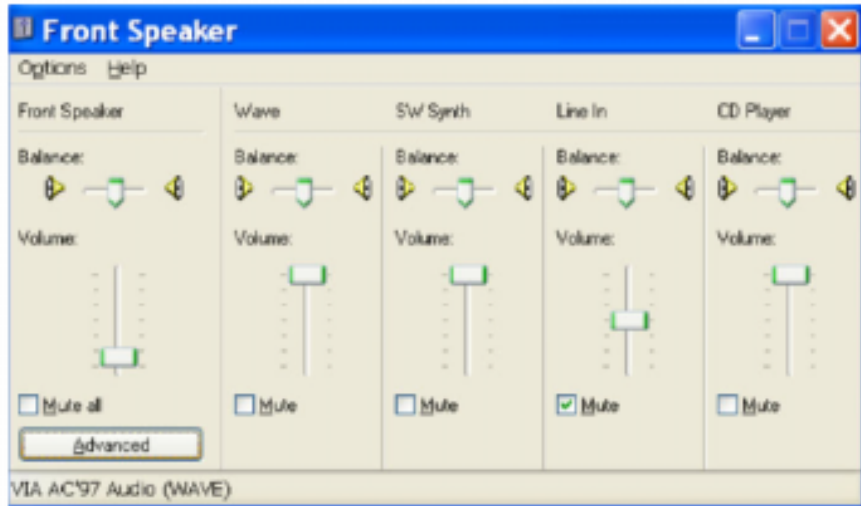 Front Speaker
Options Help
Front Speaker Wave SW Synth Line In CD Player
Balance: Balance: Balance: Balance: Balance:
Volume: Volume: Volume: Volume: Volume:
Mute all Mute Mute Mute Mute
Advanced
VIA AC'97 Audio (WAVE)